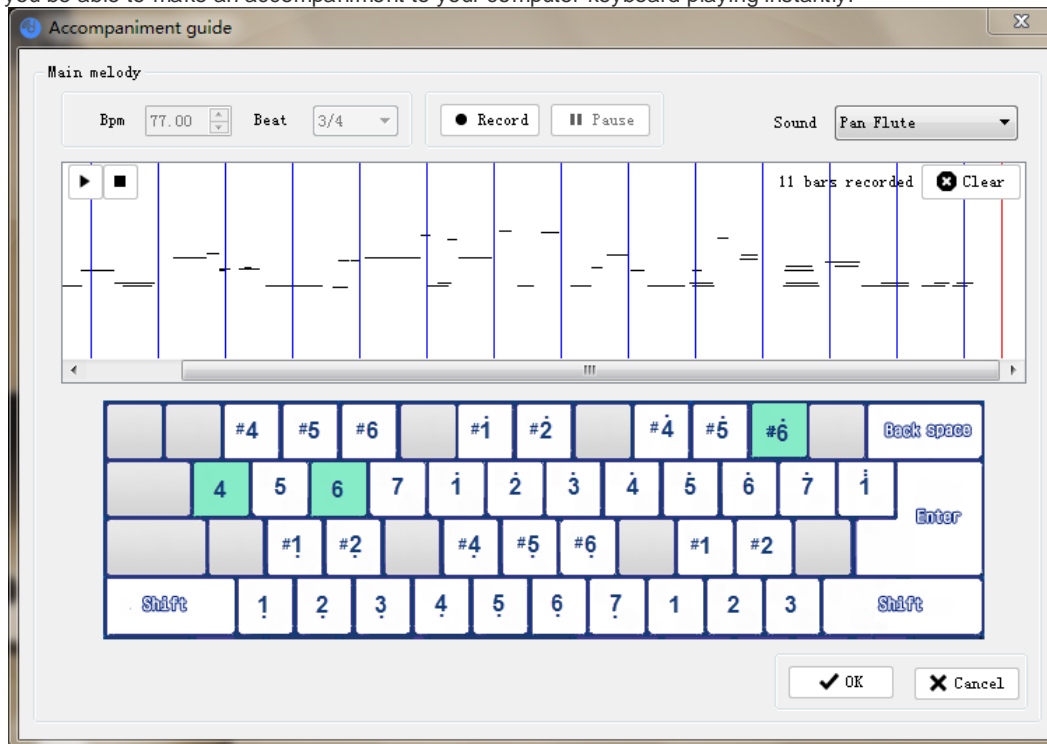 you be able to make an accompaniment to your computer keyboard playing instantly.
Accompaniment guide
Main melody
Bpm 77.00 Beat 3/4 Record Pause Sound Pan Flute
11 bars recorded Clear
#4 #5 #6 #1̇ #2̇ #4̇ #5̇ #6̇ Back space
4 5 6 7 1̇ 2̇ 3̇ 4̇ 5̇ 6̇ 7̇ 1̈ Enter
#1̣ #2̣ #4̣ #5̣ #6̣ #1 #2
Shift 1̣ 2̣ 3̣ 4̣ 5̣ 6̣ 7̣ 1 2 3 Shift
OK Cancel